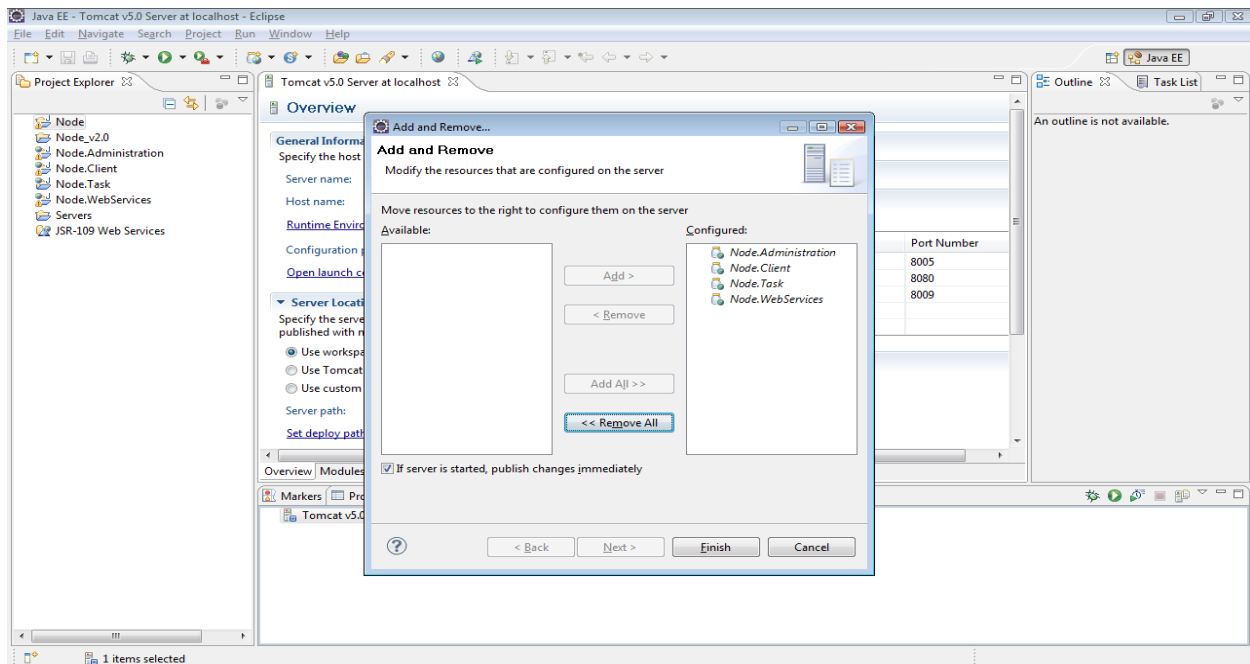 Java EE - Tomcat v5.0 Server at localhost - Eclipse
File Edit Navigate Search Project Run Window Help
Java EE
Project Explorer
Node
Node_v2.0
Node.Administration
Node.Client
Node.Task
Node.WebServices
Servers
JSR-109 Web Services
Tomcat v5.0 Server at localhost
Overview
General Informa
Specify the host
Server name:
Host name:
Runtime Enviro
Configuration p
Open launch co
Server Locati
Specify the serve
published with m
Use workspa
Use Tomcat
Use custom
Server path:
Set deploy path
Port Number
8005
8080
8009
Overview Modules
Add and Remove...
Add and Remove
Modify the resources that are configured on the server
Move resources to the right to configure them on the server
Available:
Configured:
Add >
< Remove
Add All >>
<< Remove All
Node.Administration
Node.Client
Node.Task
Node.WebServices
If server is started, publish changes immediately
< Back Next > Finish Cancel
Outline Task List
An outline is not available.
Markers Pro
Tomcat v5.0
1 items selected